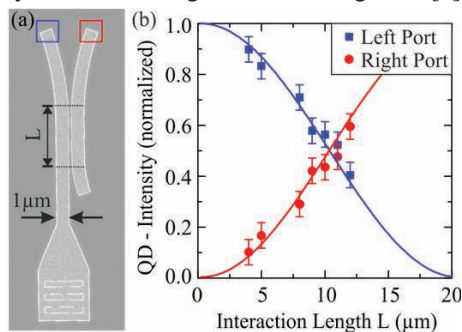 (a)
L
1µm
(b)
QD - Intensity (normalized)
1.0
0.8
0.6
0.4
0.2
0.0
Left Port
Right Port
0 5 10 15 20
Interaction Length L (µm)